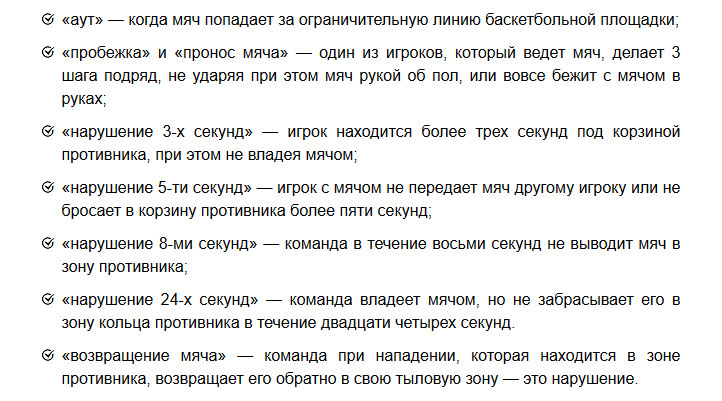 «аут» — когда мяч попадает за ограничительную линию баскетбольной площадки;
«пробежка» и «пронос мяча» — один из игроков, который ведет мяч, делает 3
шага подряд, не ударяя при этом мяч рукой об пол, или вовсе бежит с мячом в
руках;
«нарушение 3-х секунд» — игрок находится более трех секунд под корзиной
противника, при этом не владея мячом;
«нарушение 5-ти секунд» — игрок с мячом не передает мяч другому игроку или не
бросает в корзину противника более пяти секунд;
«нарушение 8-ми секунд» — команда в течение восьми секунд не выводит мяч в
зону противника;
«нарушение 24-х секунд» — команда владеет мячом, но не забрасывает его в
зону кольца противника в течение двадцати четырех секунд.
«возвращение мяча» — команда при нападении, которая находится в зоне
противника, возвращает его обратно в свою тыловую зону — это нарушение.